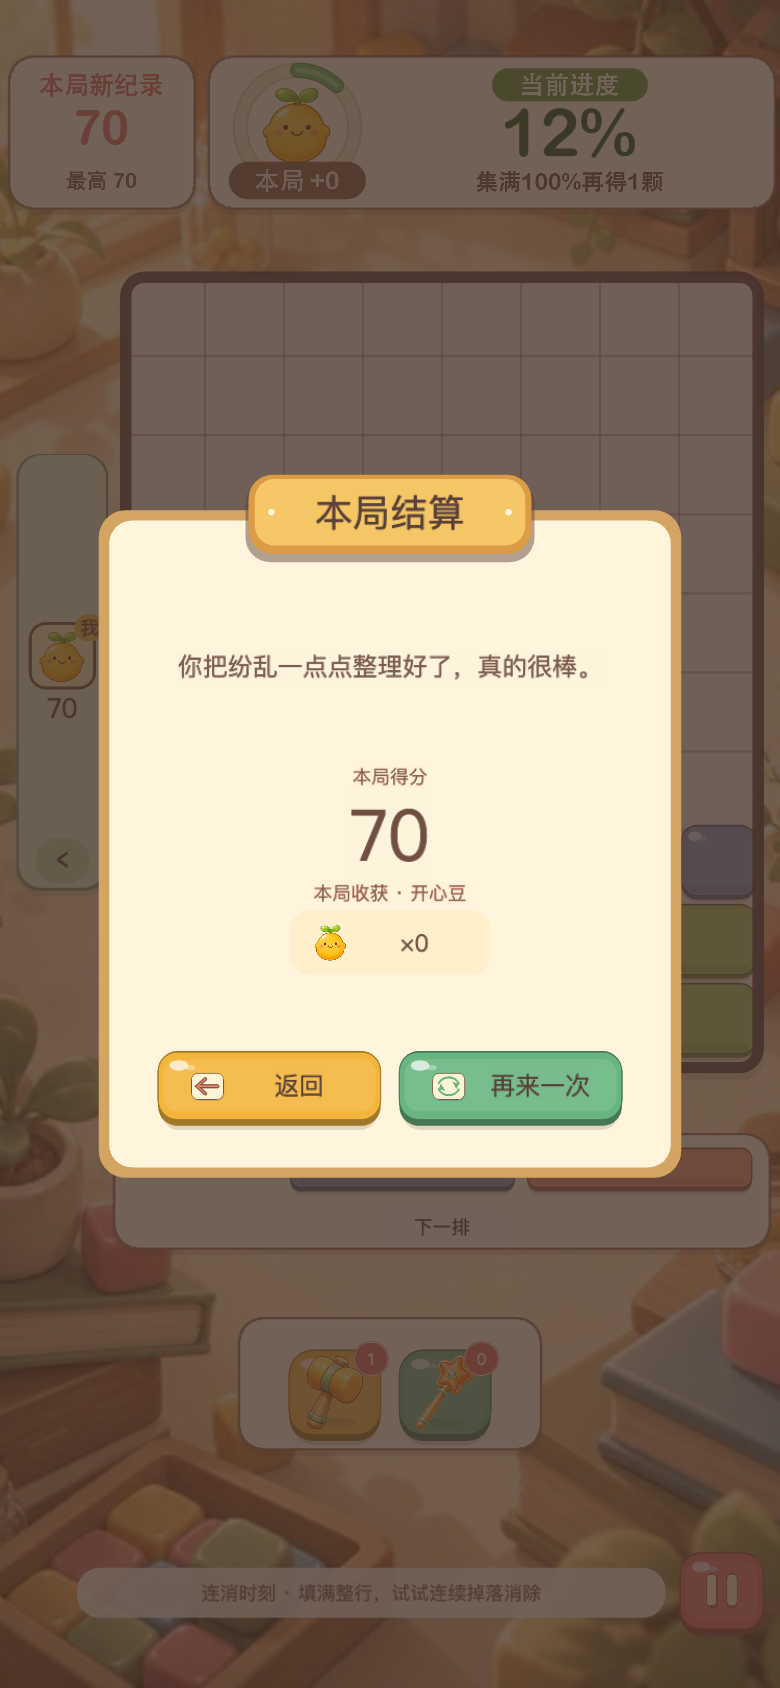 本局新纪录
70
最高 70
本局 +0
当前进度
12%
集满100%再得1颗
我
70
<
本局结算
你把纷乱一点点整理好了，真的很棒。
本局得分
70
本局收获 · 开心豆
×0
返回
再来一次
下一排
1
0
连消时刻 · 填满整行，试试连续掉落消除